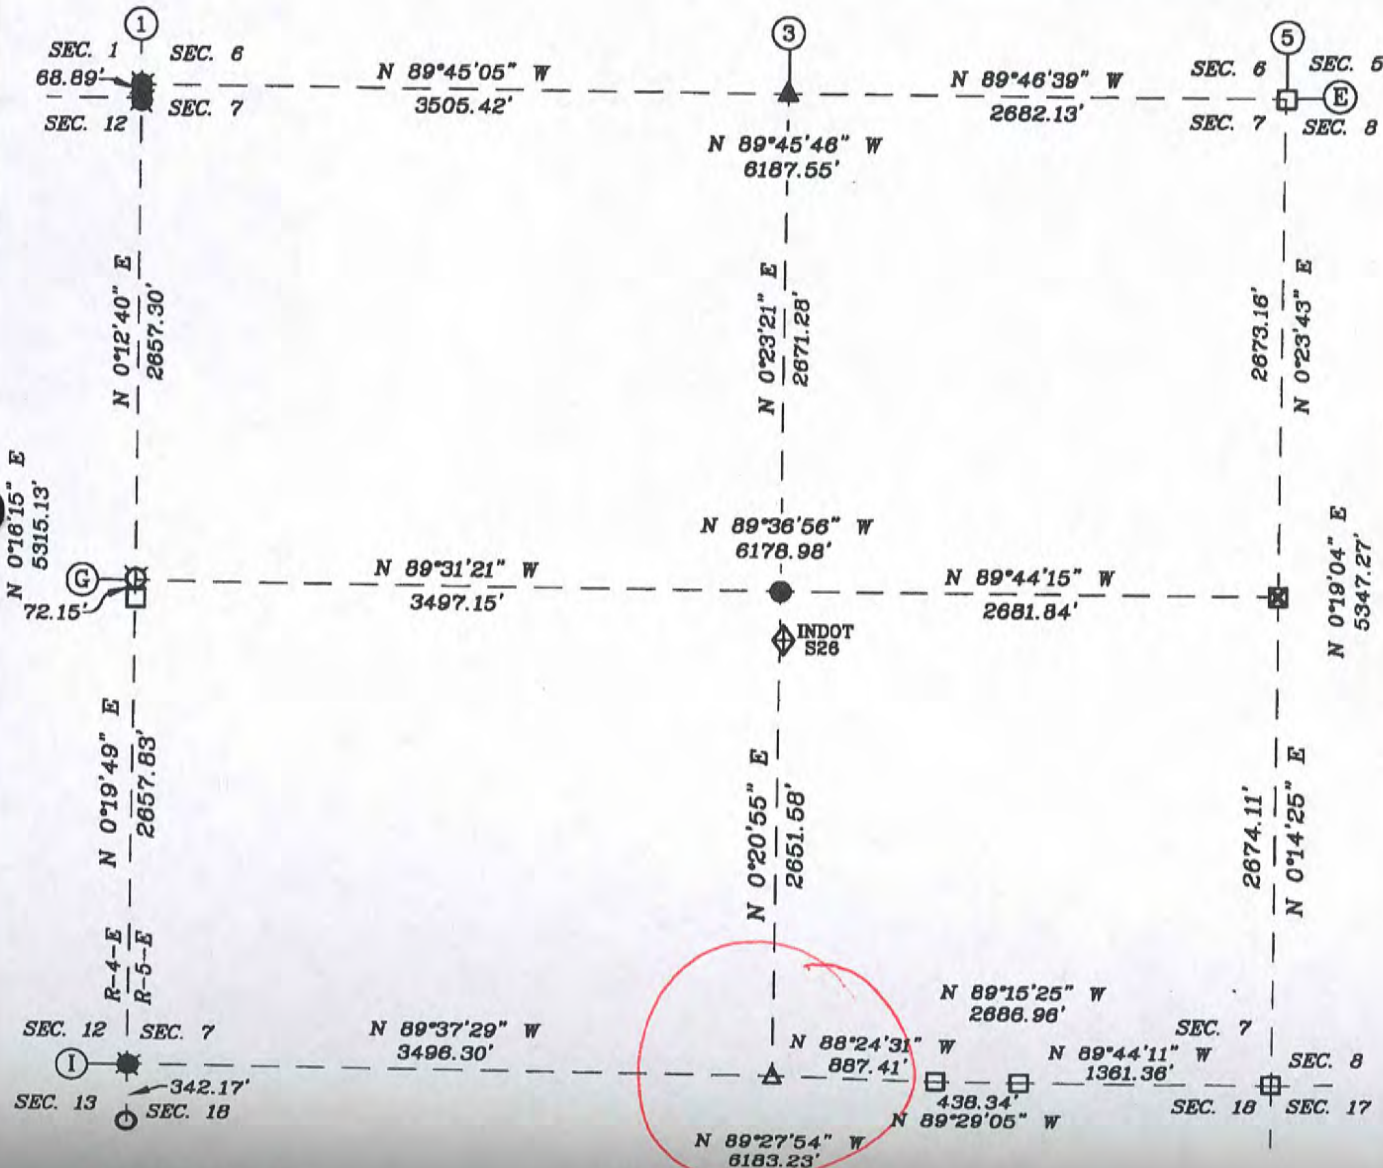 1
3
5
SEC. 1
SEC. 6
68.89'
SEC. 12
SEC. 7
N 89°45'05" W
3505.42'
N 89°46'39" W
2682.13'
SEC. 6
SEC. 5
E
SEC. 7
SEC. 8
N 89°45'46" W
6187.55'
N 0°12'40" E
2657.30'
N 0°23'21" E
2671.28'
2673.16'
N 0°23'43" E
N 0°18'15" E
5315.13'
N 89°36'56" W
6178.98'
N 0°19'04" E
5347.27'
G
72.15'
N 89°31'21" W
3497.15'
N 89°44'15" W
2681.84'
INDOT
S26
N 0°19'49" E
2657.83'
N 0°20'55" E
2651.58'
2674.11'
N 0°14'25" E
R-4-E
R-5-E
SEC. 12
SEC. 7
I
N 89°37'29" W
3496.30'
342.17'
SEC. 13
SEC. 18
N 89°15'25" W
2686.96'
N 88°24'31" W
887.41'
SEC. 7
N 89°44'11" W
1361.36'
SEC. 8
438.34'
N 89°29'05" W
SEC. 18
SEC. 17
N 89°27'54" W
6183.23'